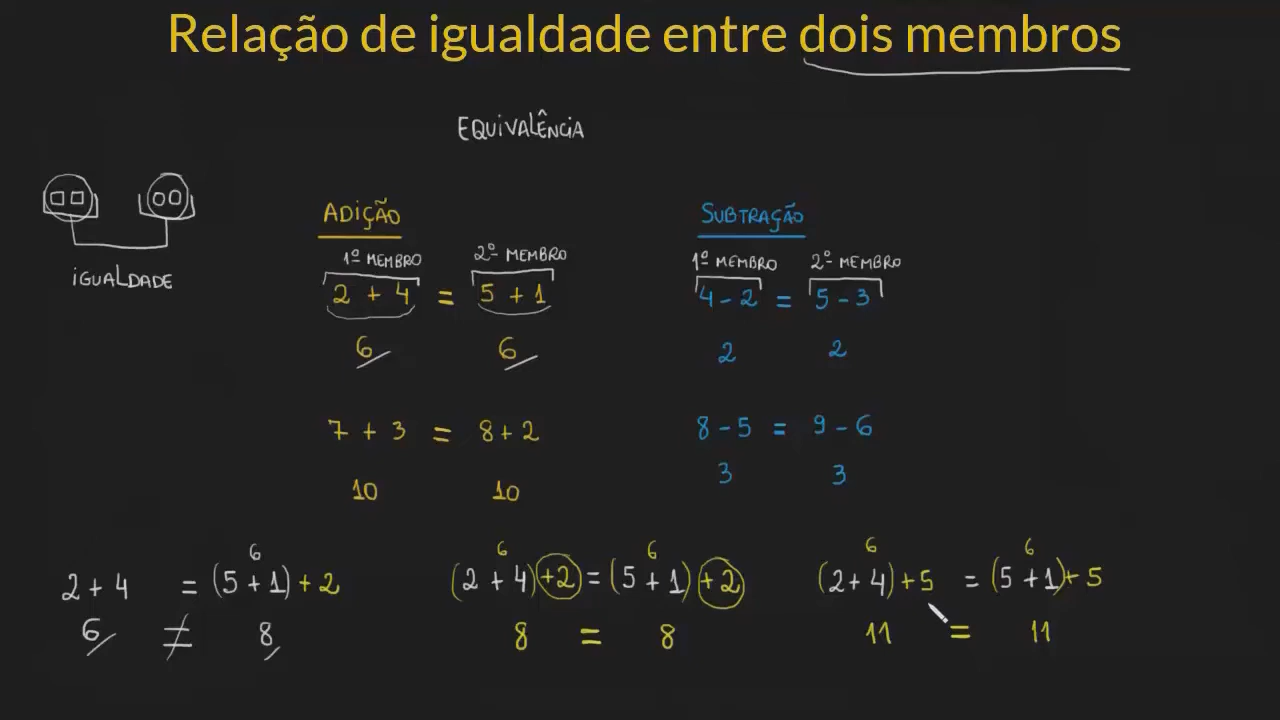 Relação de igualdade entre dois membros
EQUIVALÊNCIA
IGUALDADE
ADIÇÃO
1º MEMBRO 2º MEMBRO
2 + 4 = 5 + 1
6 6
7 + 3 = 8 + 2
10 10
SUBTRAÇÃO
1º MEMBRO 2º MEMBRO
4 - 2 = 5 - 3
2 2
8 - 5 = 9 - 6
3 3
6
2 + 4 = (5 + 1) + 2
6 ≠ 8
6 6
(2 + 4) +2 = (5 + 1) +2
8 = 8
6 6
(2 + 4) + 5 = (5 + 1) + 5
11 = 11